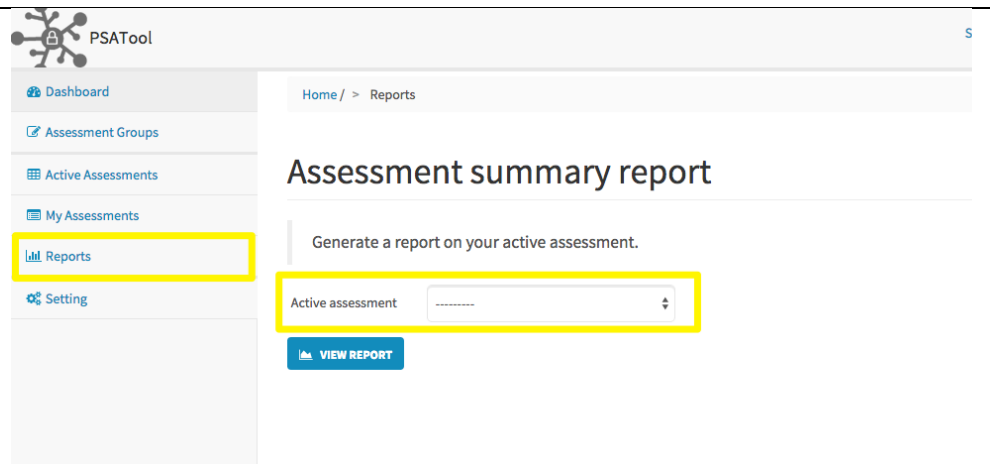 PSATool
S
Dashboard
Assessment Groups
Active Assessments
My Assessments
Reports
Setting
Home / > Reports
Assessment summary report
Generate a report on your active assessment.
Active assessment ---------
VIEW REPORT